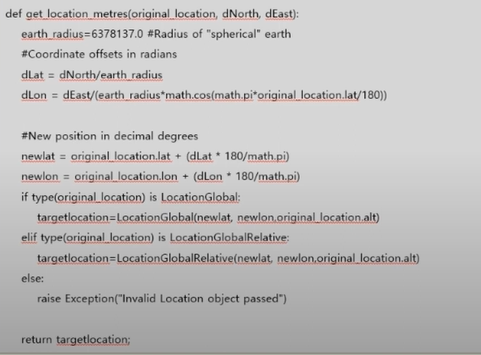 def get_location_metres(original_location, dNorth, dEast):
earth_radius=6378137.0 #Radius of "spherical" earth
#Coordinate offsets in radians
dLat = dNorth/earth_radius
dLon = dEast/(earth_radius*math.cos(math.pi*original_location.lat/180))
#New position in decimal degrees
newlat = original_location.lat + (dLat * 180/math.pi)
newlon = original_location.lon + (dLon * 180/math.pi)
if type(original_location) is LocationGlobal:
targetlocation=LocationGlobal(newlat, newlon,original_location.alt)
elif type(original_location) is LocationGlobalRelative:
targetlocation=LocationGlobalRelative(newlat, newlon,original_location.alt)
else:
raise Exception("Invalid Location object passed")
return targetlocation;